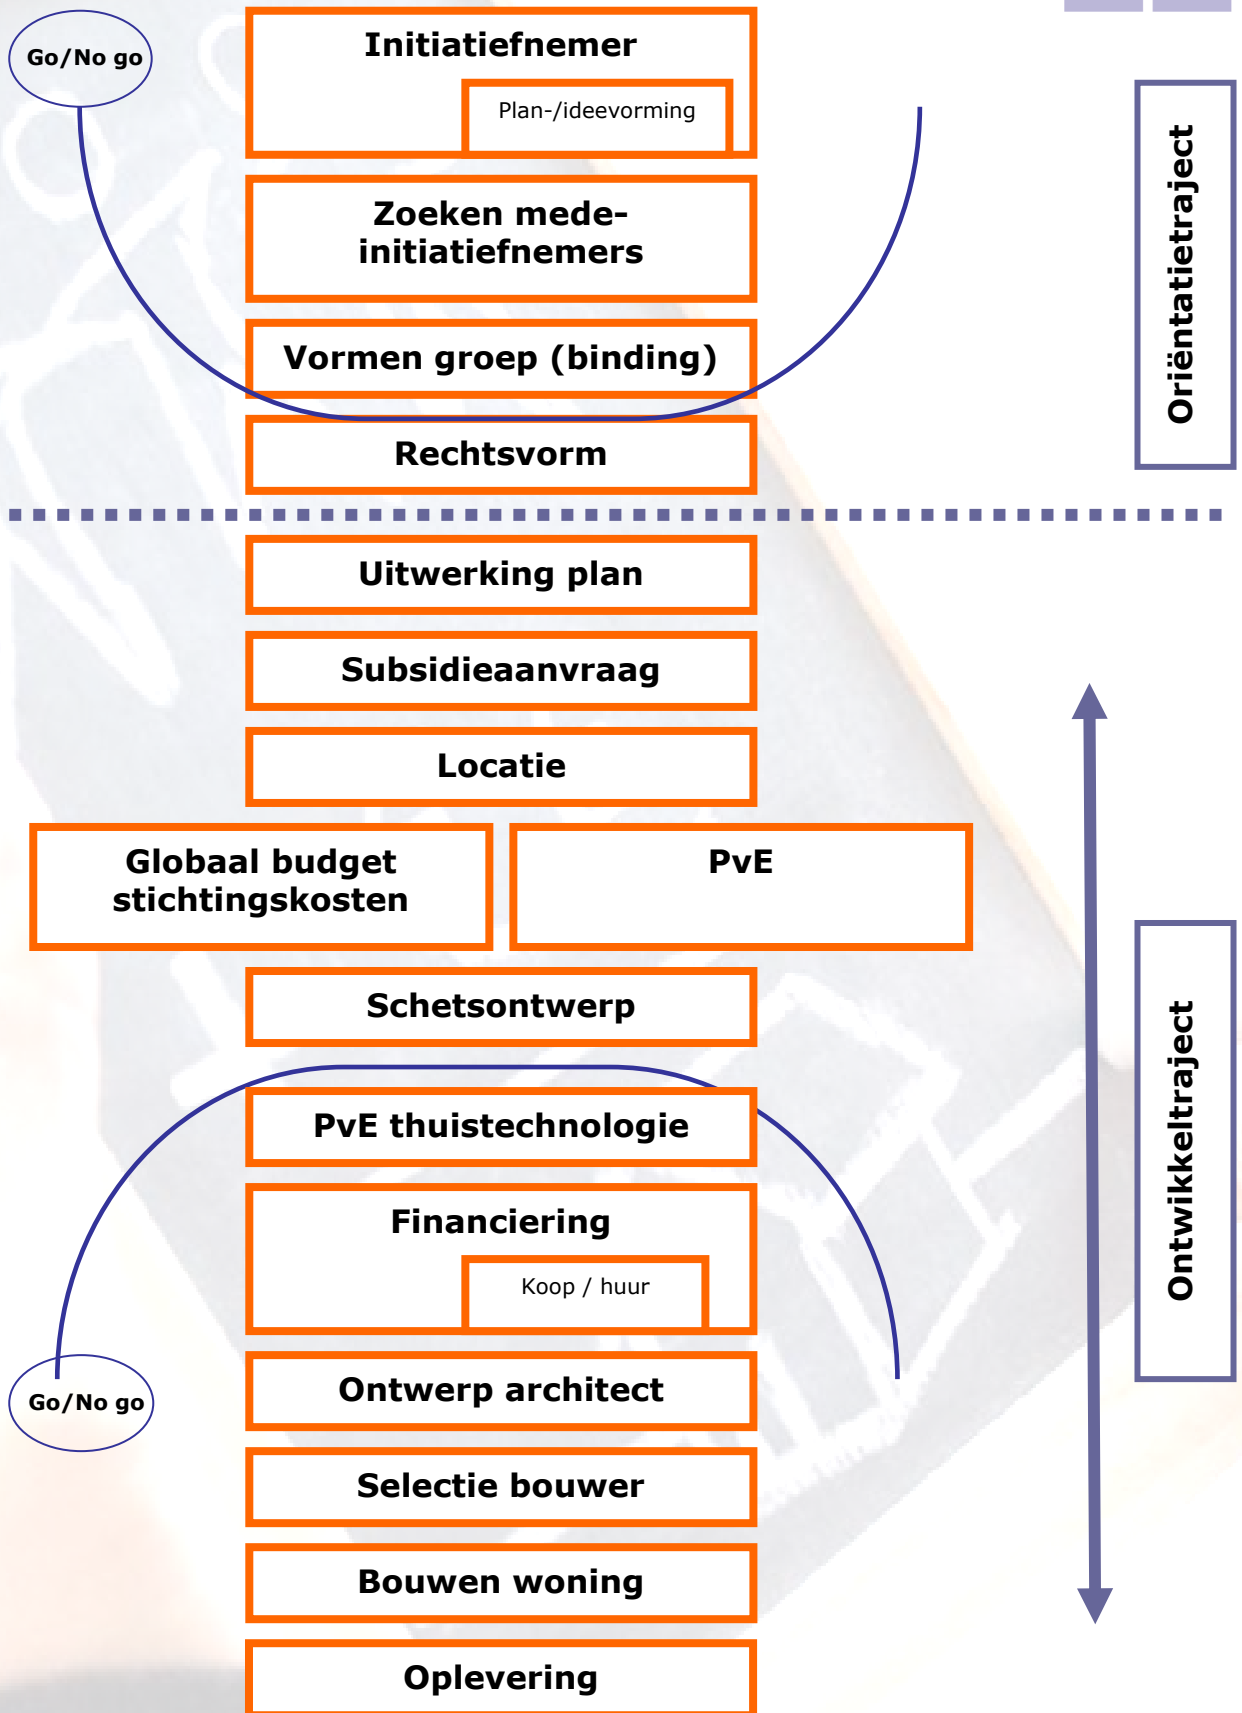 Go/No go
Initiatiefnemer
Plan-/ideevorming
Zoeken mede-
initiatiefnemers
Vormen groep (binding)
Rechtsvorm
Oriëntatietraject
Uitwerking plan
Subsidieaanvraag
Locatie
Globaal budget
stichtingskosten
PvE
Schetsontwerp
PvE thuistechnologie
Financiering
Koop / huur
Ontwikkeltraject
Go/No go
Ontwerp architect
Selectie bouwer
Bouwen woning
Oplevering